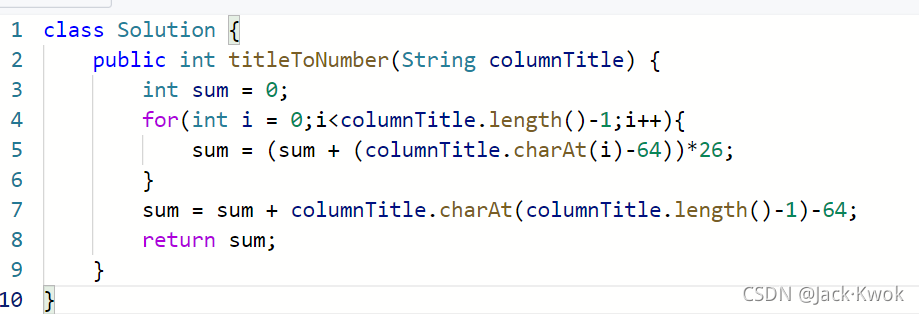 1 class Solution {
2 public int titleToNumber(String columnTitle) {
3 int sum = 0;
4 for(int i = 0;i<columnTitle.length()-1;i++){
5 sum = (sum + (columnTitle.charAt(i)-64))*26;
6 }
7 sum = sum + columnTitle.charAt(columnTitle.length()-1)-64;
8 return sum;
9 }
10 }
CSDN @Jack·Kwok